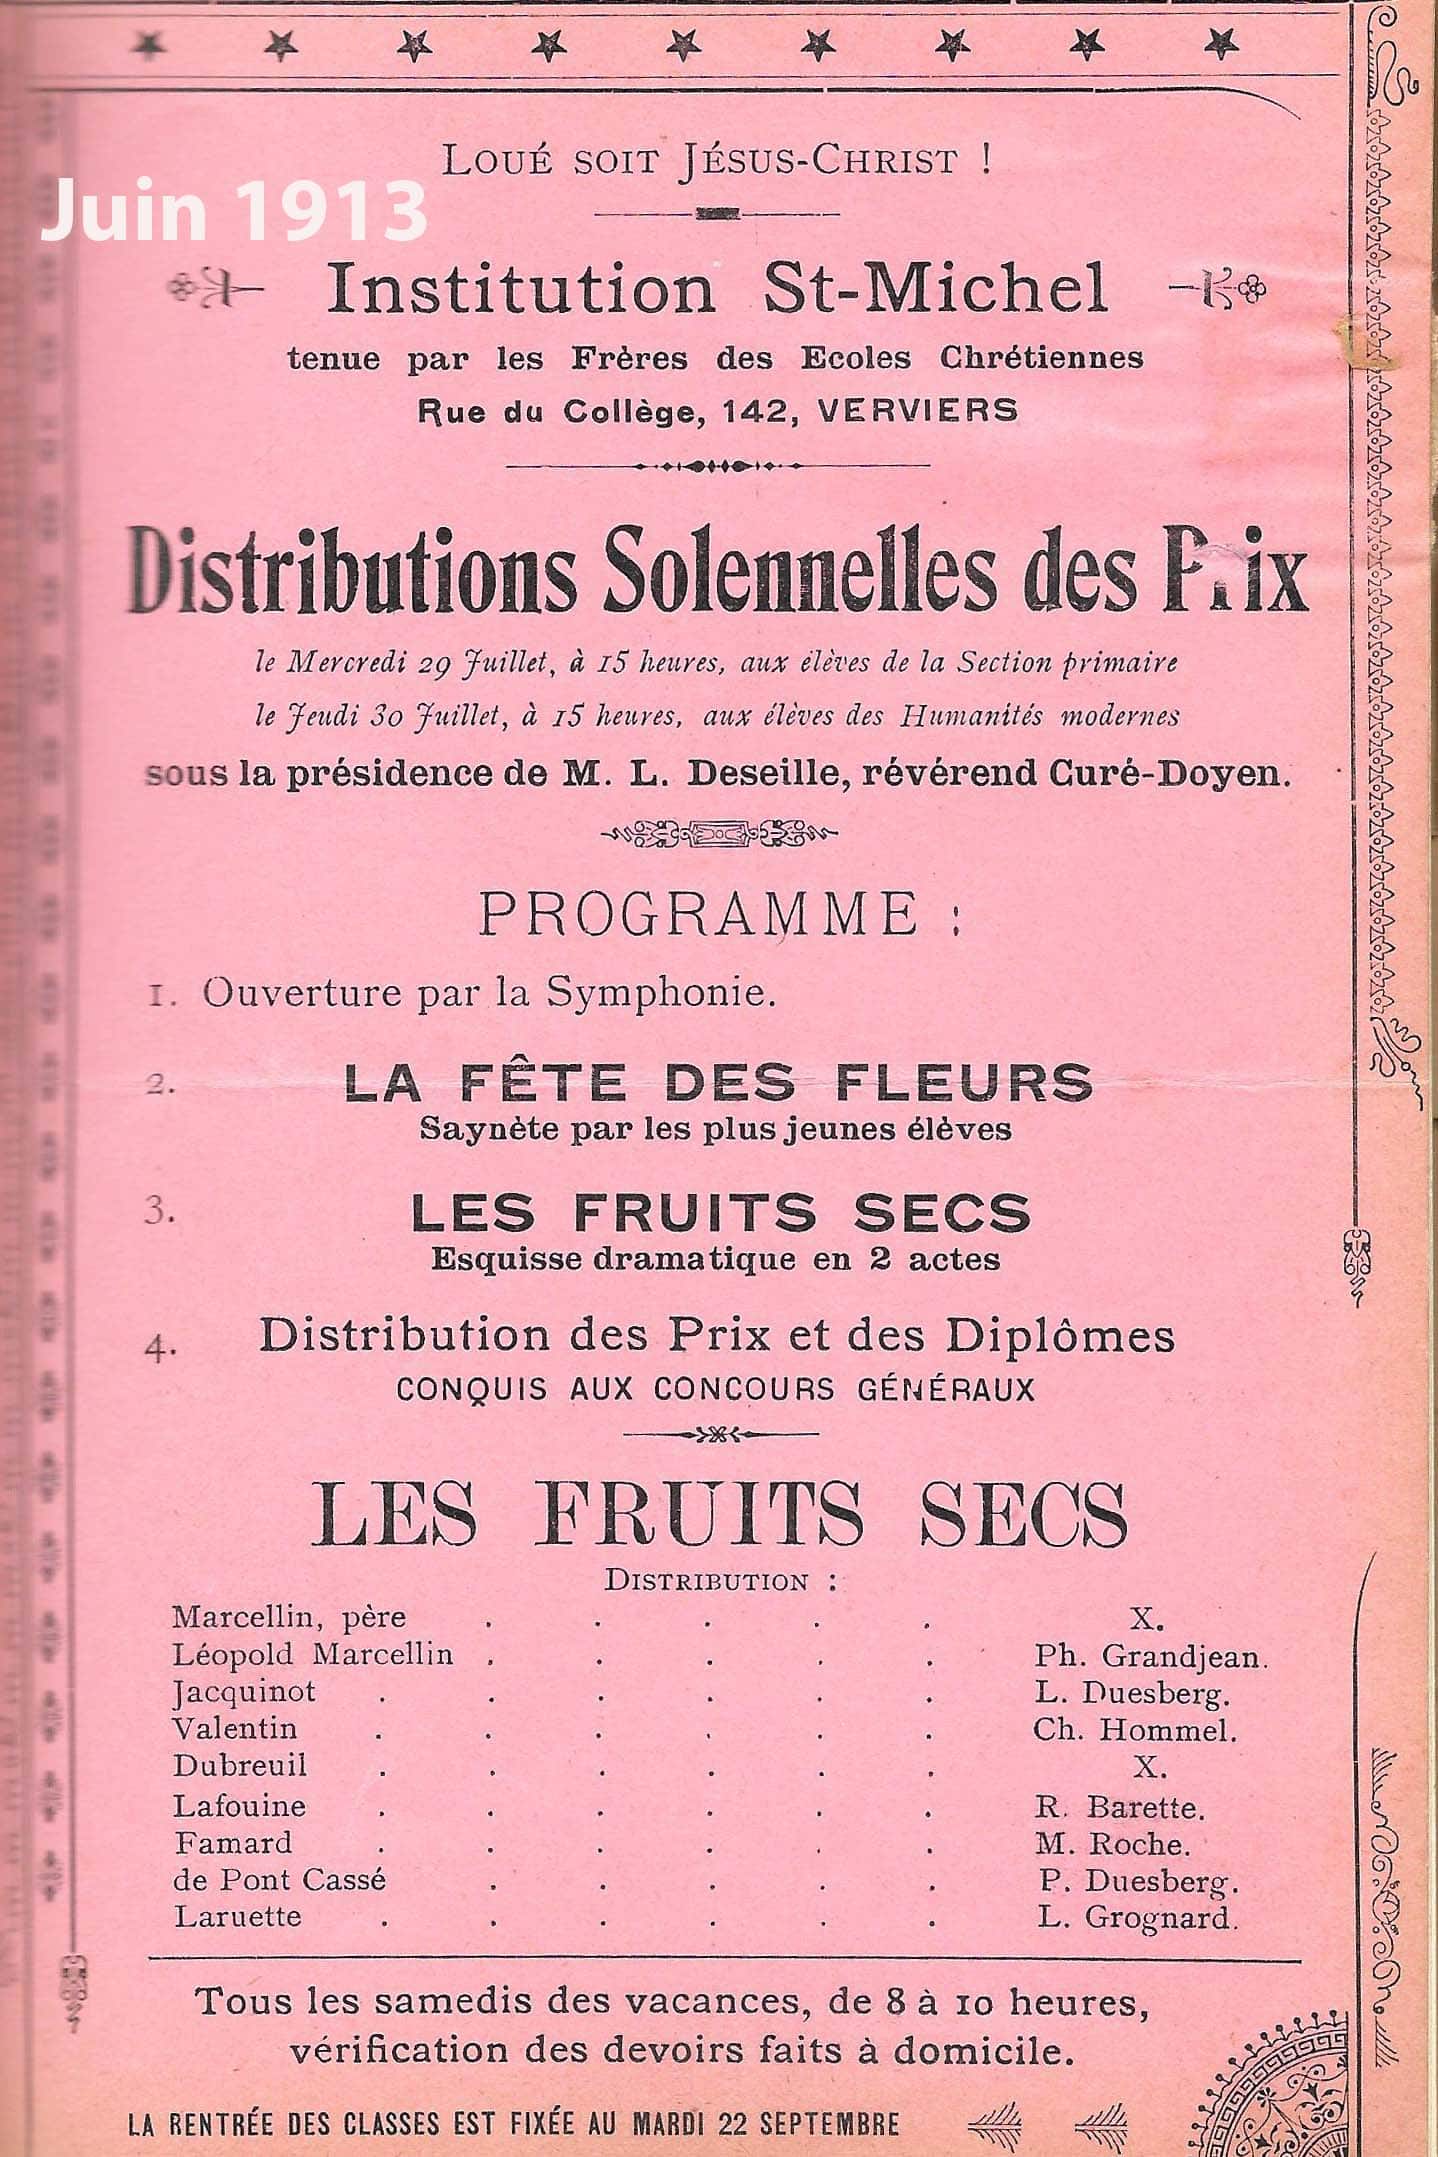 Loué soit Jésus-Christ !
Juin 1913
Institution St-Michel
tenue par les Frères des Ecoles Chrétiennes
Rue du Collège, 142, VERVIERS
Distributions Solennelles des Prix
le Mercredi 29 Juillet, à 15 heures, aux élèves de la Section primaire
le Jeudi 30 Juillet, à 15 heures, aux élèves des Humanités modernes
sous la présidence de M. L. Deseille, révérend Curé-Doyen.
PROGRAMME :
1. Ouverture par la Symphonie.
2. LA FÊTE DES FLEURS
Saynète par les plus jeunes élèves
3. LES FRUITS SECS
Esquisse dramatique en 2 actes
4. Distribution des Prix et des Diplômes
CONQUIS AUX CONCOURS GÉNÉRAUX
LES FRUITS SECS
Distribution :
Marcellin, père . . . . . X.
Léopold Marcellin . . . . . Ph. Grandjean.
Jacquinot . . . . . . L. Duesberg.
Valentin . . . . . . Ch. Hommel.
Dubreuil . . . . . . X.
Lafouine . . . . . . R. Barette.
Famard . . . . . . M. Roche.
de Pont Cassé . . . . . P. Duesberg.
Laruette . . . . . . L. Grognard.
Tous les samedis des vacances, de 8 à 10 heures,
vérification des devoirs faits à domicile.
LA RENTRÉE DES CLASSES EST FIXÉE AU MARDI 22 SEPTEMBRE